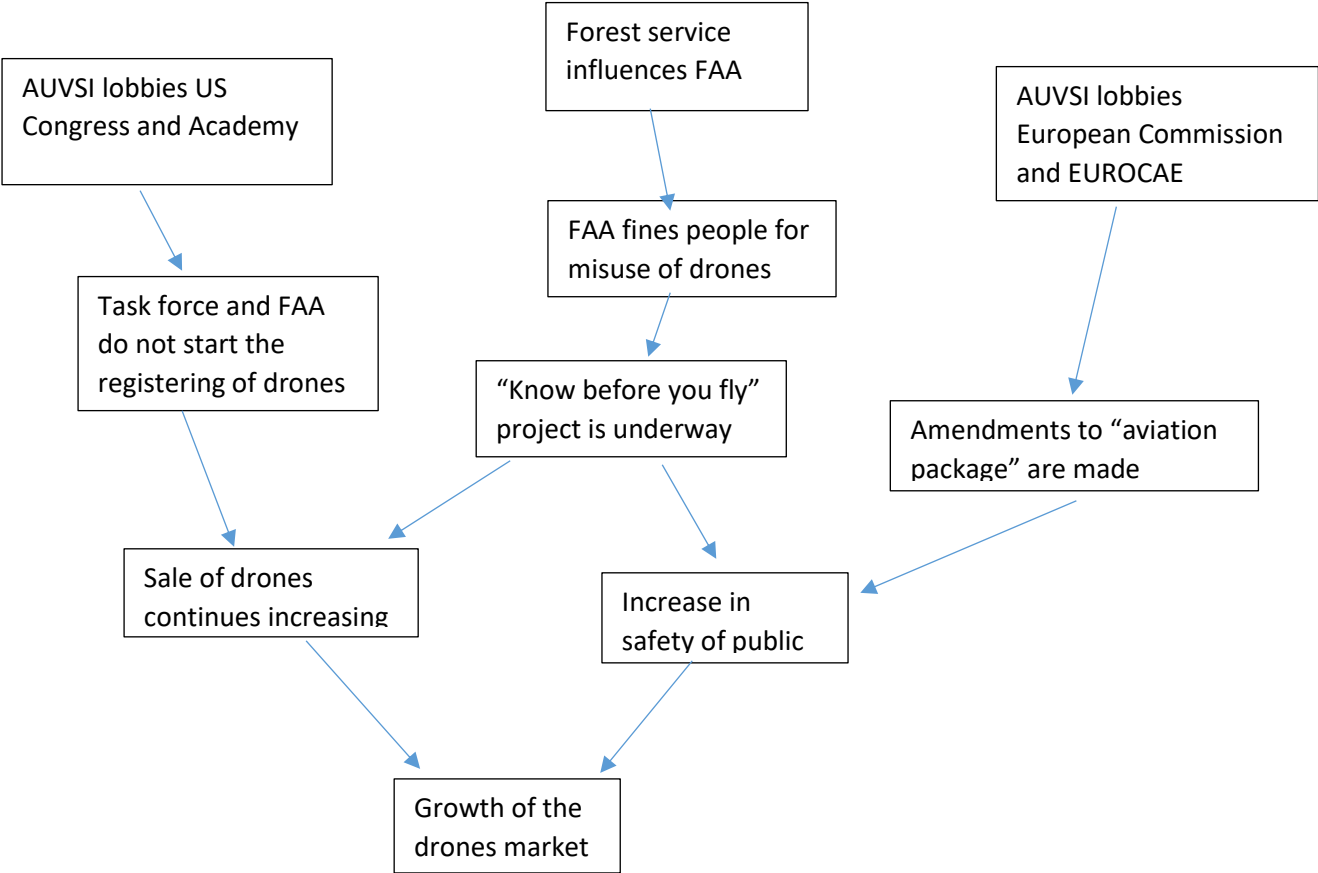 Forest service
influences FAA
AUVSI lobbies US
Congress and Academy
AUVSI lobbies
European Commission
and EUROCAE
FAA fines people for
misuse of drones
Task force and FAA
do not start the
registering of drones
“Know before you fly”
project is underway
Amendments to “aviation
package” are made
Sale of drones
continues increasing
Increase in
safety of public
Growth of the
drones market